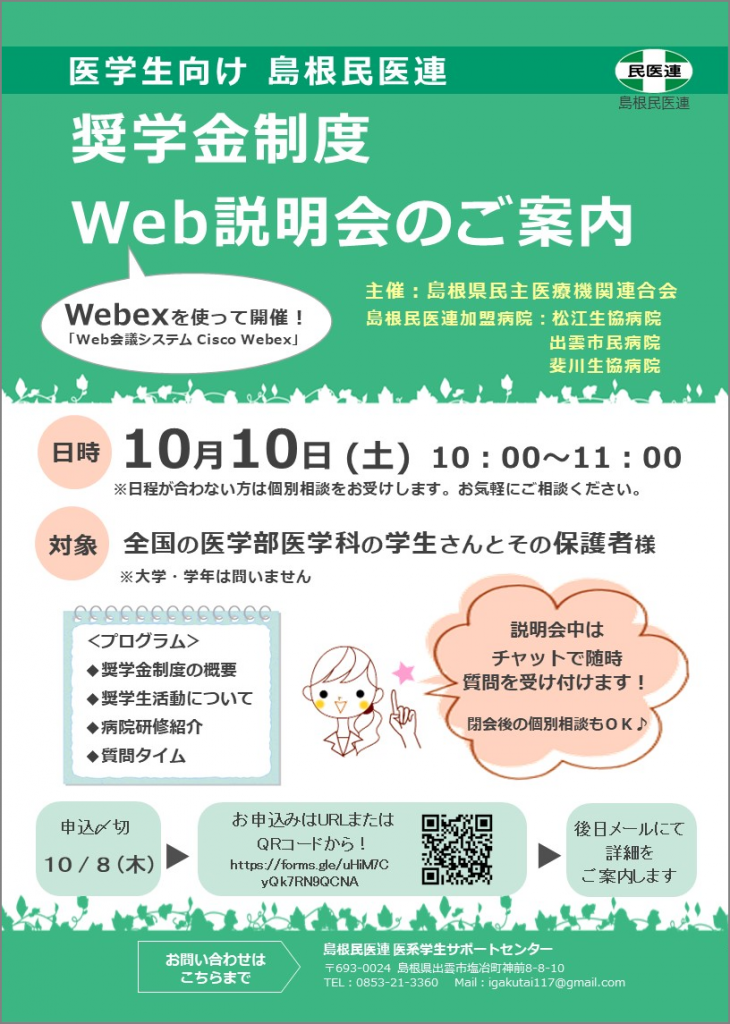 医学生向け 島根民医連
民医連
島根民医連
奨学金制度
Web説明会のご案内
Webexを使って開催！
「Web会議システム Cisco Webex」
主催：島根県民主医療機関連合会
島根民医連加盟病院：松江生協病院
出雲市民病院
斐川生協病院
日時
10月10日 (土) 10：00～11：00
※日程が合わない方は個別相談をお受けします。お気軽にご相談ください。
対象
全国の医学部医学科の学生さんとその保護者様
※大学・学年は問いません
＜プログラム＞
◆奨学金制度の概要
◆奨学生活動について
◆病院研修紹介
◆質問タイム
説明会中は
チャットで随時
質問を受け付けます！
閉会後の個別相談もＯＫ♪
申込〆切
10 / 8（木）
お申込みはURLまたは
QRコードから！
https://forms.gle/uHiM7C
yQk7RN9QCNA
後日メールにて
詳細を
ご案内します
お問い合わせは
こちらまで
島根民医連 医系学生サポートセンター
〒693-0024 島根県出雲市塩冶町神前8-8-10
TEL：0853-21-3360 Mail：igakutai117@gmail.com